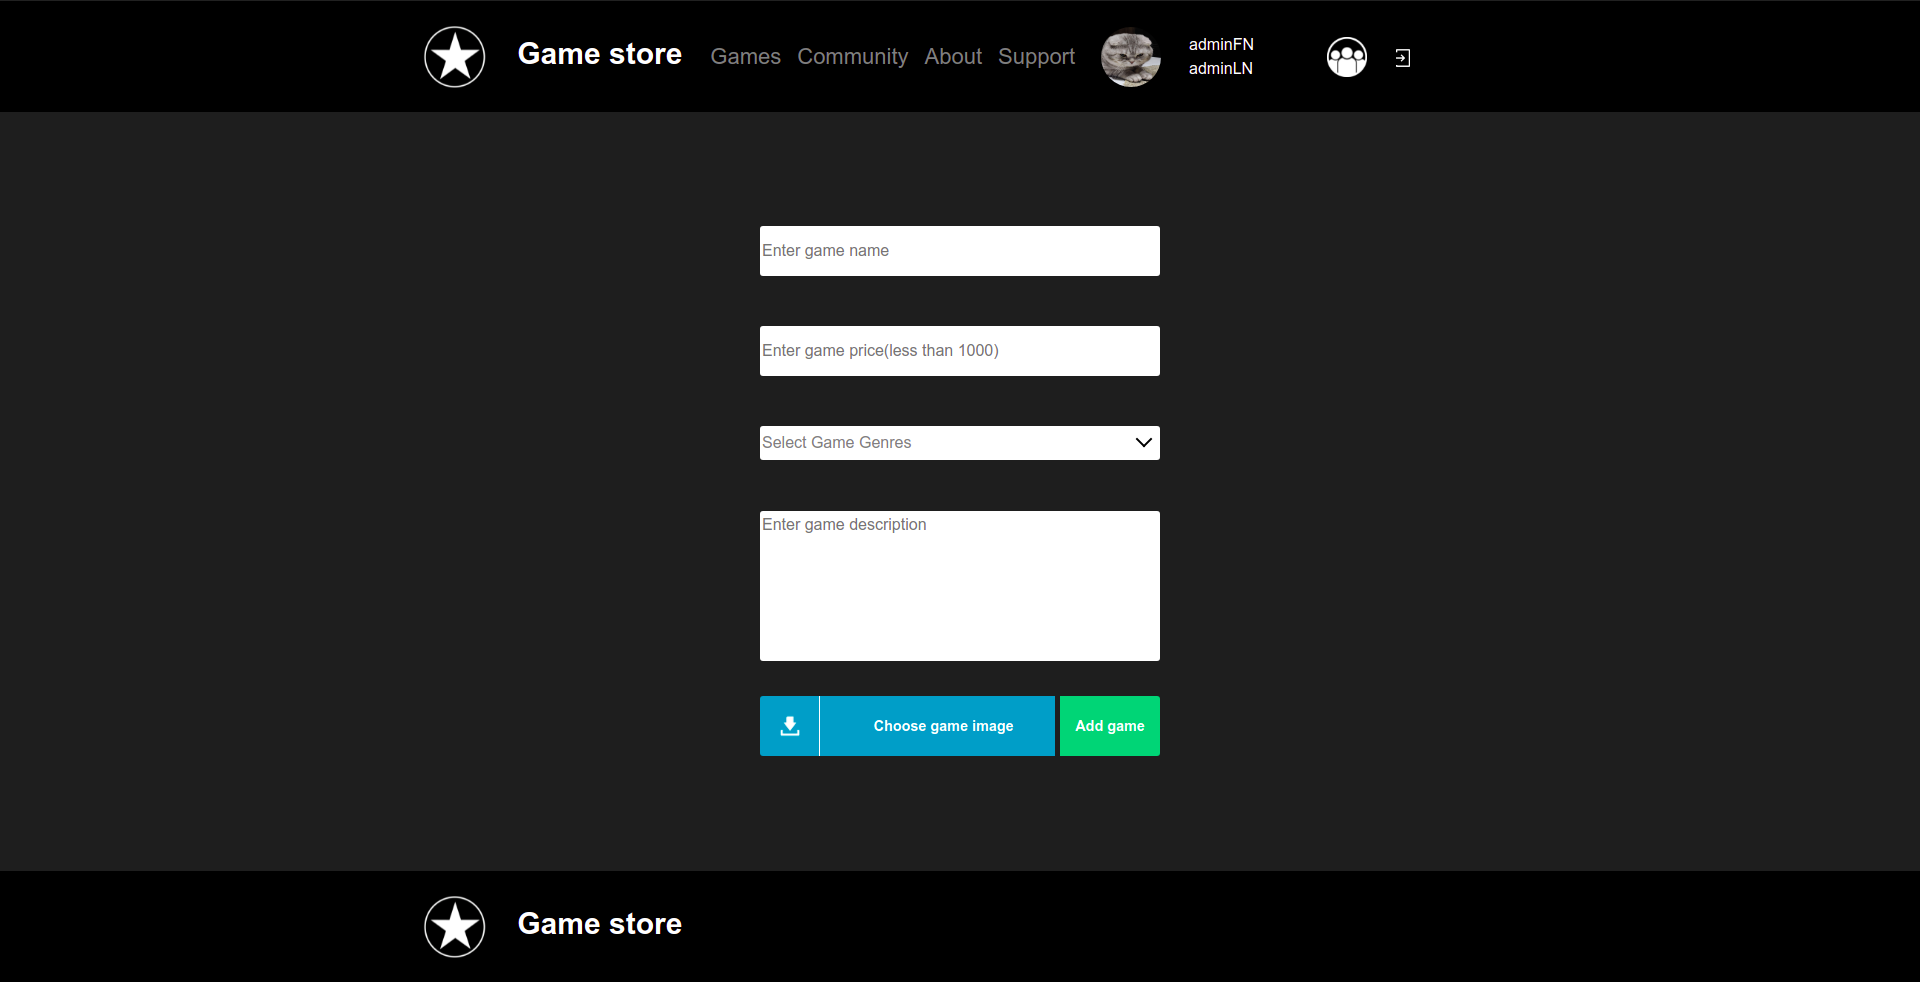 Game store
Games Community About Support
adminFN
adminLN
Enter game name
Enter game price(less than 1000)
Select Game Genres
Enter game description
Choose game image
Add game
Game store